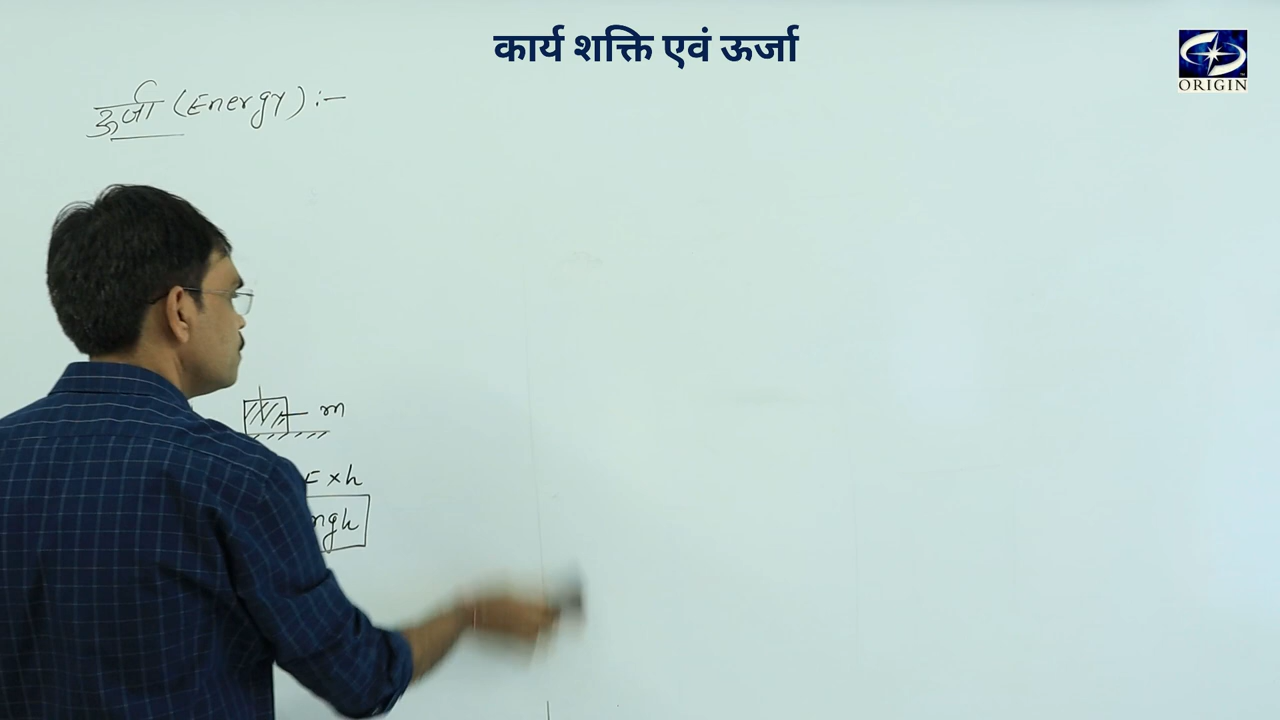 कार्य शक्ति एवं ऊर्जा
ORIGIN
ऊर्जा (Energy) :-
m
F × h
mgh